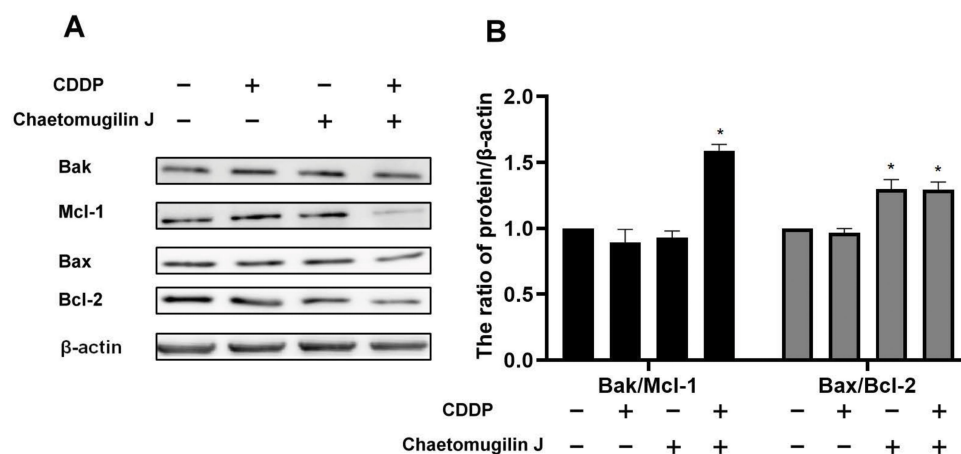 A
CDDP − + − +
Chaetomugilin J − − + +
Bak
Mcl-1
Bax
Bcl-2
β-actin
B
The ratio of protein/β-actin
2.0
1.5
1.0
0.5
0.0
* * *
Bak/Mcl-1 Bax/Bcl-2
CDDP − + − + − + − +
Chaetomugilin J − − + + − − + +